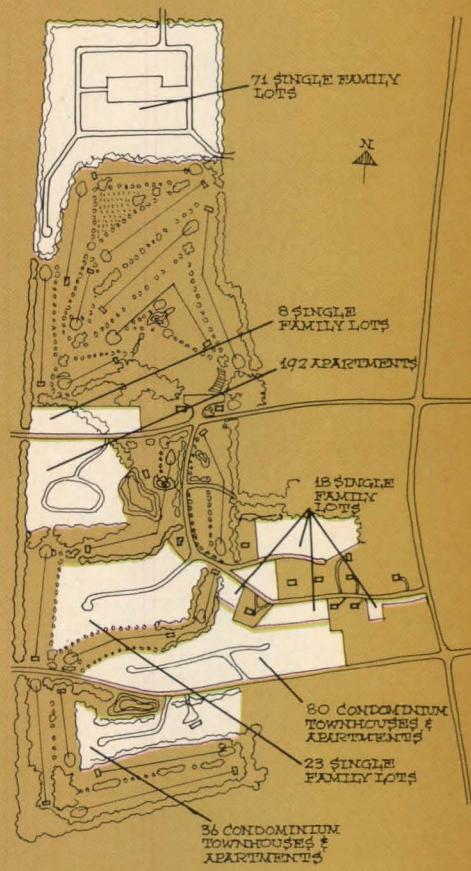 71 SINGLE FAMILY
LOTS
N
8 SINGLE
FAMILY LOTS
192 APARTMENTS
18 SINGLE
FAMILY
LOTS
80 CONDOMINIUM
TOWNHOUSES &
APARTMENTS
23 SINGLE
FAMILY LOTS
36 CONDOMINIUM
TOWNHOUSES &
APARTMENTS